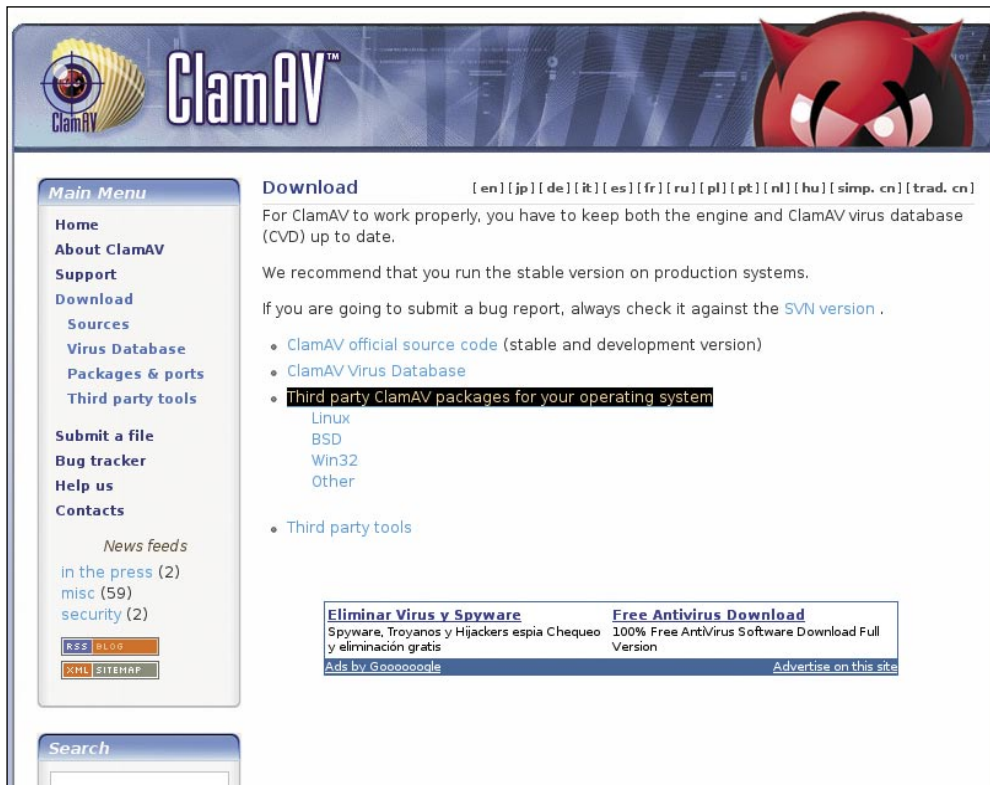 ClamAV
ClamAV™
Main Menu
Home
About ClamAV
Support
Download
Sources
Virus Database
Packages & ports
Third party tools
Submit a file
Bug tracker
Help us
Contacts
News feeds
in the press (2)
misc (59)
security (2)
RSS BLOG
XML SITEMAP
Search
Download
[en][jp][de][it][es][fr][ru][pl][pt][nl][hu][simp. cn][trad. cn]
For ClamAV to work properly, you have to keep both the engine and ClamAV virus database
(CVD) up to date.
We recommend that you run the stable version on production systems.
If you are going to submit a bug report, always check it against the SVN version .
ClamAV official source code (stable and development version)
ClamAV Virus Database
Third party ClamAV packages for your operating system
Linux
BSD
Win32
Other
Third party tools
Eliminar Virus y Spyware
Spyware, Troyanos y Hijackers espia Chequeo
y eliminación gratis
Free Antivirus Download
100% Free AntiVirus Software Download Full
Version
Ads by Goooooogle
Advertise on this site